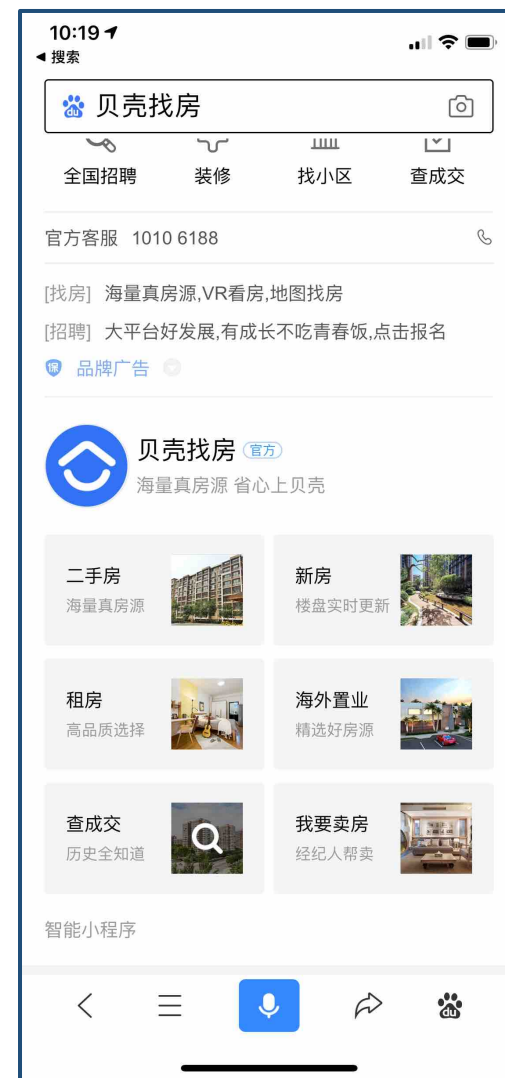 10:19
搜索
贝壳找房
全国招聘 装修 找小区 查成交
官方客服 1010 6188
[找房] 海量真房源,VR看房,地图找房
[招聘] 大平台好发展,有成长不吃青春饭,点击报名
保 品牌广告
贝壳找房 官方
海量真房源 省心上贝壳
二手房
海量真房源
新房
楼盘实时更新
租房
高品质选择
海外置业
精选好房源
查成交
历史全知道
我要卖房
经纪人帮卖
智能小程序
du